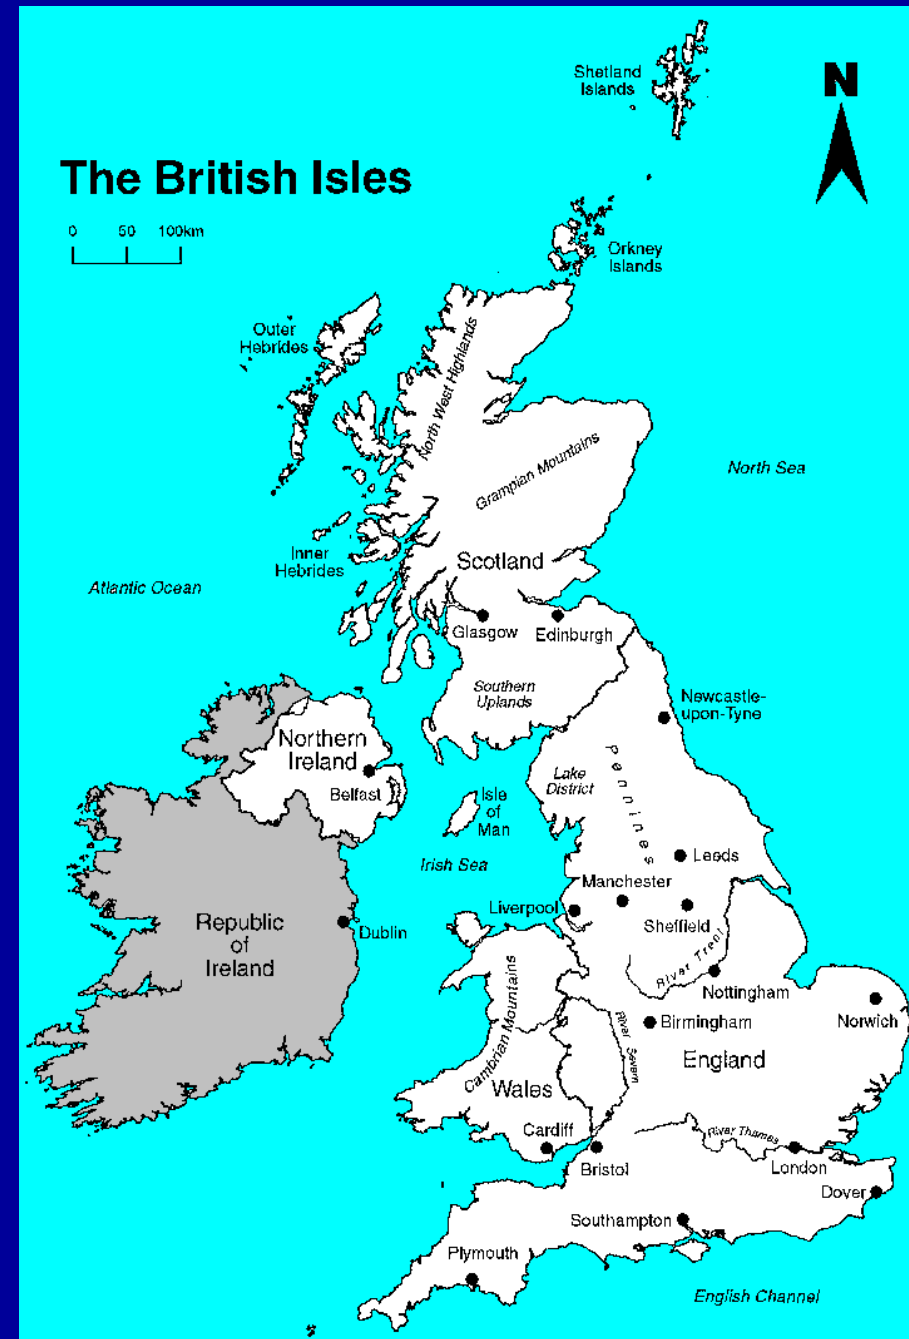 Shetland
Islands
N
The British Isles
0 50 100km
Orkney
Islands
Outer
Hebrides
North West Highlands
Grampian Mountains
North Sea
Inner
Hebrides
Scotland
Atlantic Ocean
Glasgow
Edinburgh
Southern
Uplands
Newcastle-
upon-Tyne
Northern
Ireland
Belfast
Lake
District
Pennines
Isle
of
Man
Irish Sea
Leeds
Manchester
Liverpool
Sheffield
Republic
of
Ireland
Dublin
River Trent
Nottingham
Cambrian Mountains
River Severn
Birmingham
Norwich
England
Wales
Cardiff
Bristol
River Thames
London
Dover
Southampton
Plymouth
English Channel